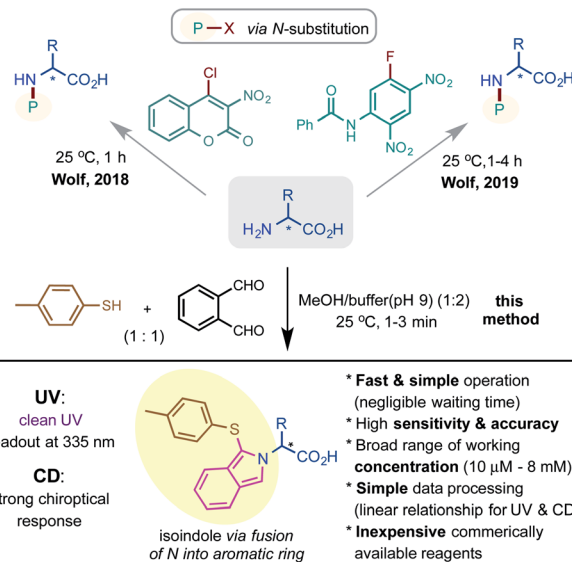 P—X via N-substitution
R
HN * CO₂H
P
Cl
NO₂
O O
F
NO₂
O
Ph N
H
NO₂
R
HN * CO₂H
P
25 ºC, 1 h
Wolf, 2018
25 ºC,1-4 h
Wolf, 2019
R
H₂N * CO₂H
SH
+
(1 : 1)
CHO
CHO
MeOH/buffer(pH 9) (1:2)
25 ºC, 1-3 min
this
method
UV:
clean UV
eadout at 335 nm
CD:
trong chiroptical
response
S R
N * CO₂H
isoindole via fusion
of N into aromatic ring
* Fast & simple operation
(negligible waiting time)
* High sensitivity & accuracy
* Broad range of working
concentration (10 μM - 8 mM)
* Simple data processing
(linear relationship for UV & CD
* Inexpensive commerically
available reagents